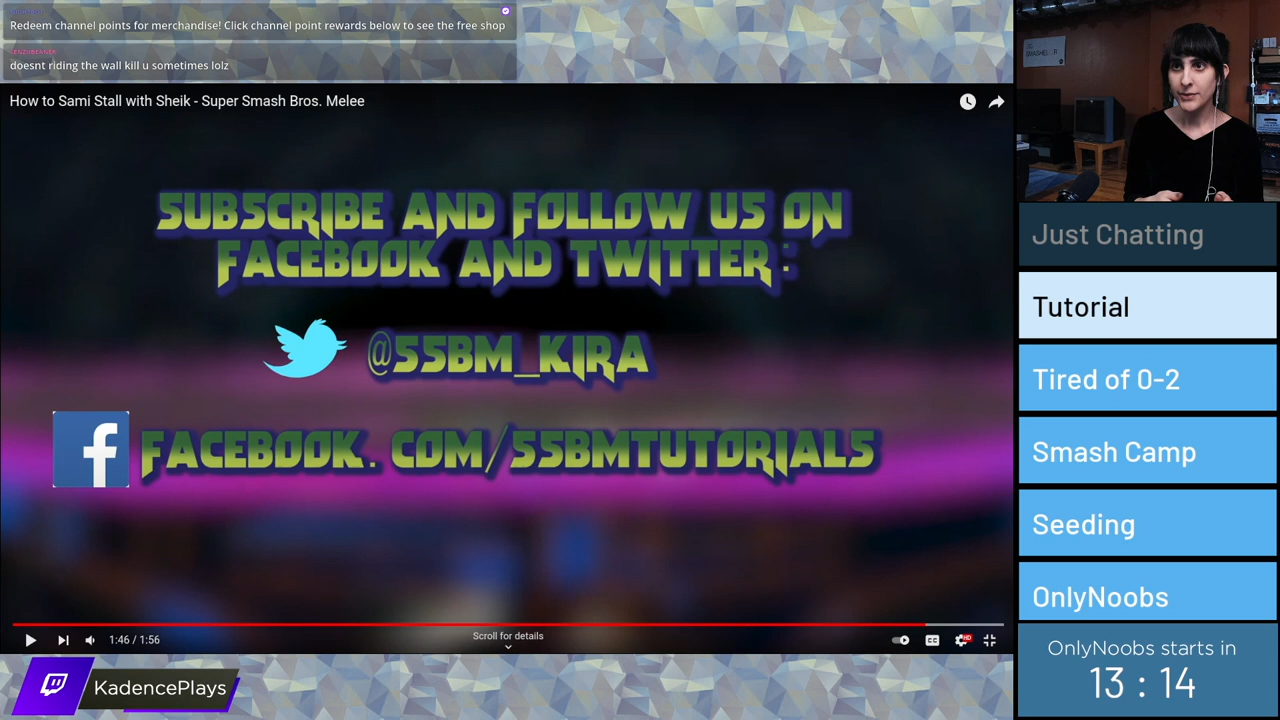 Redeem channel points for merchandise! Click channel point rewards below to see the free shop
doesnt riding the wall kill u sometimes lolz
How to Sami Stall with Sheik - Super Smash Bros. Melee
SUBSCRIBE AND FOLLOW US ON
FACEBOOK AND TWITTER:
@SSBM_KIRA
FACEBOOK.COM/SSBMTUTORIALS
1:46 / 1:56
Scroll for details
CC
HD
KadencePlays
Just Chatting
Tutorial
Tired of 0-2
Smash Camp
Seeding
OnlyNoobs
OnlyNoobs starts in
13 : 14